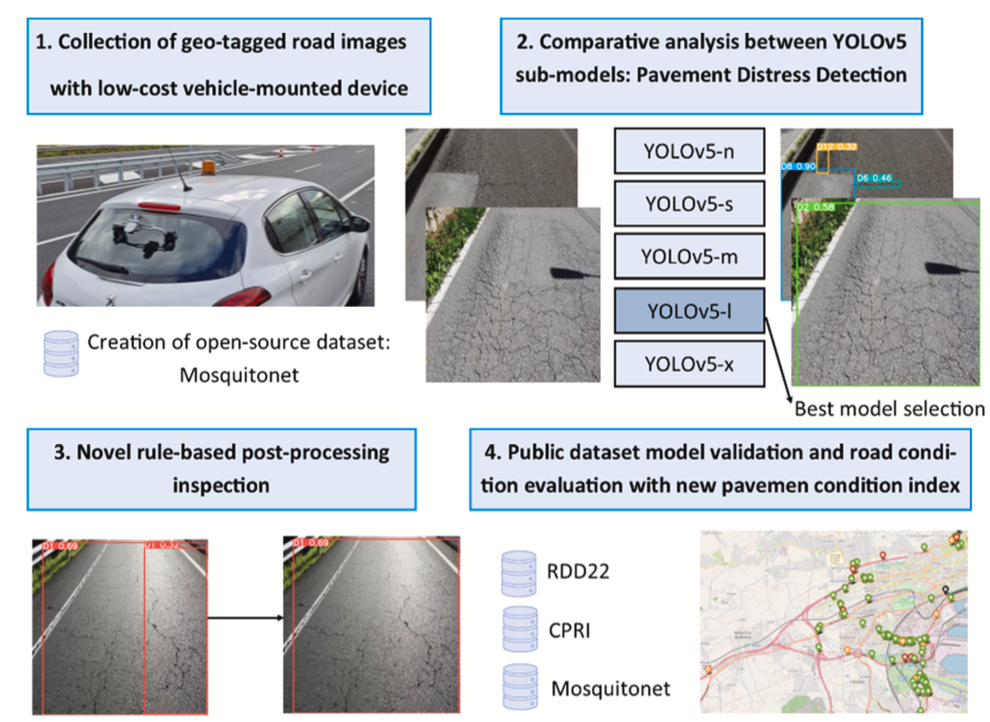 1. Collection of geo-tagged road images
with low-cost vehicle-mounted device
2. Comparative analysis between YOLOv5
sub-models: Pavement Distress Detection
YOLOv5-n
YOLOv5-s
YOLOv5-m
YOLOv5-l
YOLOv5-x
D12 0.32
D8 0.90
D6 0.46
D2 0.58
Creation of open-source dataset:
Mosquitonet
Best model selection
3. Novel rule-based post-processing
inspection
4. Public dataset model validation and road condi-
tion evaluation with new pavemen condition index
D1 0.69
D1 0.32
D1 0.69
RDD22
CPRI
Mosquitonet